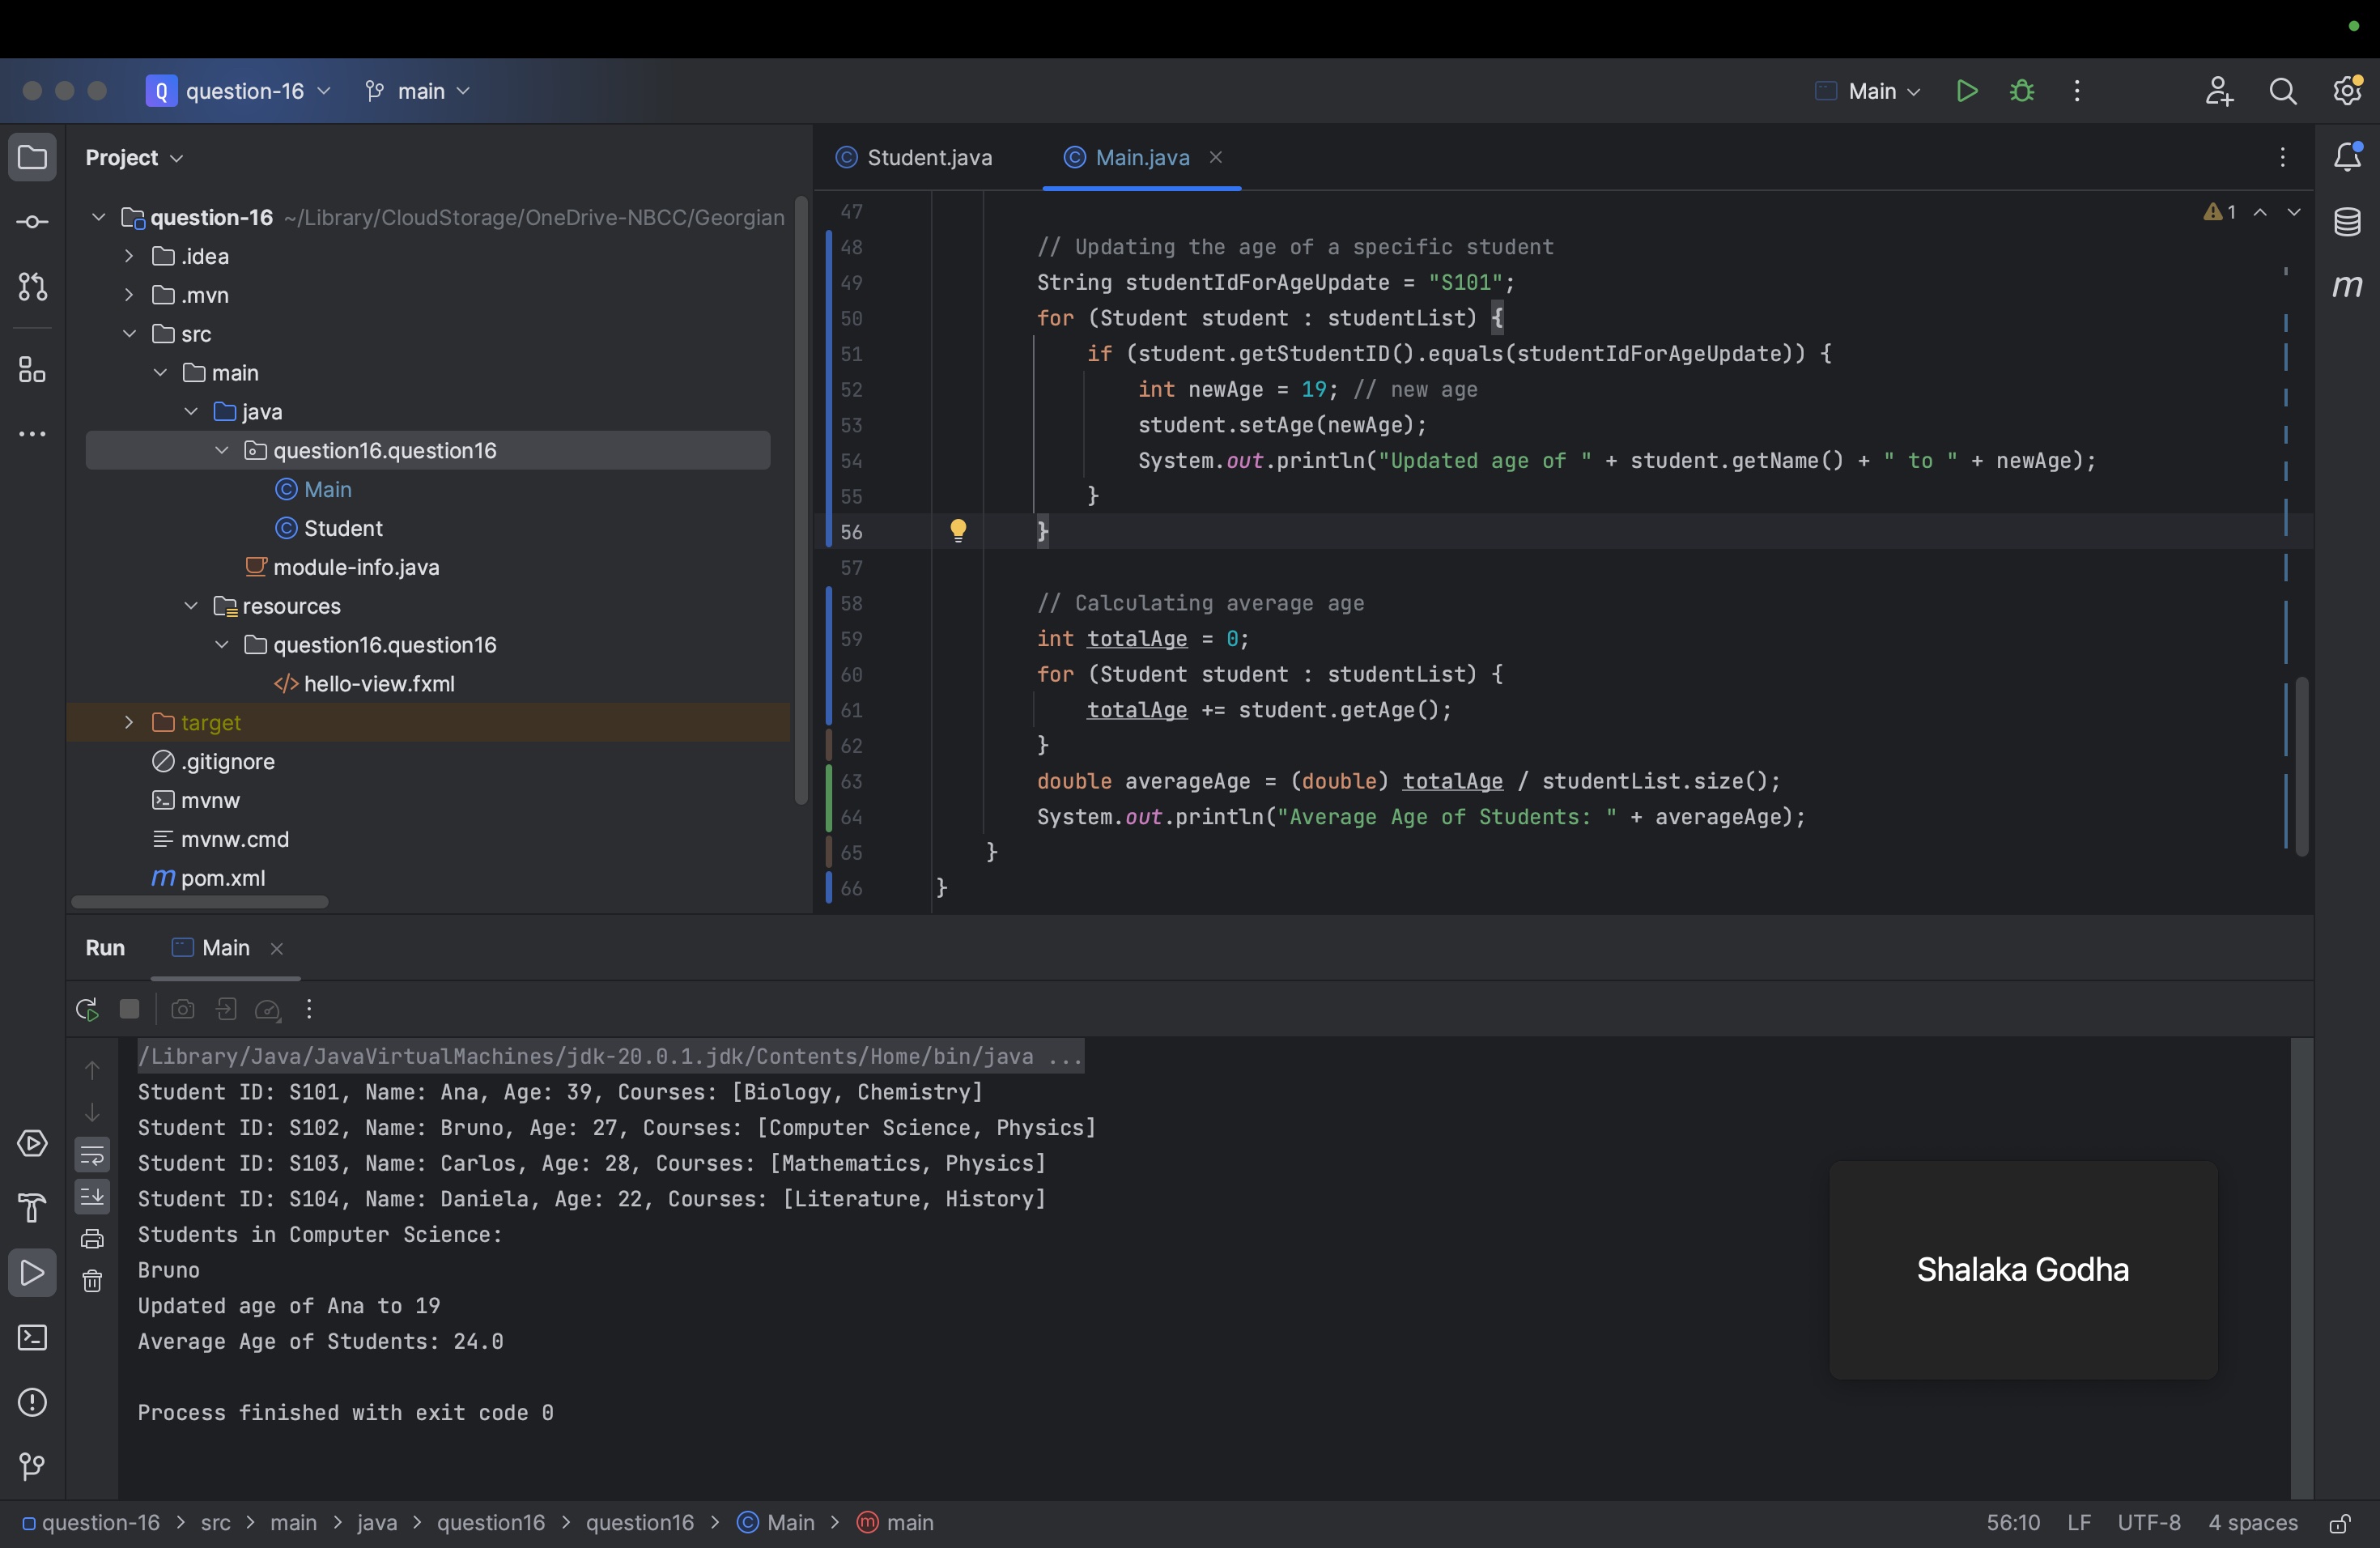 Q question-16 main Main
Project
Student.java Main.java
question-16 ~/Library/CloudStorage/OneDrive-NBCC/Georgian
.idea
.mvn
src
main
java
question16.question16
Main
Student
module-info.java
resources
question16.question16
hello-view.fxml
target
.gitignore
mvnw
mvnw.cmd
pom.xml
1
m
47
48 // Updating the age of a specific student
49 String studentIdForAgeUpdate = "S101";
50 for (Student student : studentList) {
51 if (student.getStudentID().equals(studentIdForAgeUpdate)) {
52 int newAge = 19; // new age
53 student.setAge(newAge);
54 System.out.println("Updated age of " + student.getName() + " to " + newAge);
55 }
56 }
57
58 // Calculating average age
59 int totalAge = 0;
60 for (Student student : studentList) {
61 totalAge += student.getAge();
62 }
63 double averageAge = (double) totalAge / studentList.size();
64 System.out.println("Average Age of Students: " + averageAge);
65 }
66 }
Run Main
/Library/Java/JavaVirtualMachines/jdk-20.0.1.jdk/Contents/Home/bin/java ...
Student ID: S101, Name: Ana, Age: 39, Courses: [Biology, Chemistry]
Student ID: S102, Name: Bruno, Age: 27, Courses: [Computer Science, Physics]
Student ID: S103, Name: Carlos, Age: 28, Courses: [Mathematics, Physics]
Student ID: S104, Name: Daniela, Age: 22, Courses: [Literature, History]
Students in Computer Science:
Bruno
Updated age of Ana to 19
Average Age of Students: 24.0
Process finished with exit code 0
Shalaka Godha
question-16 > src > main > java > question16 > question16 > Main > main 56:10 LF UTF-8 4 spaces